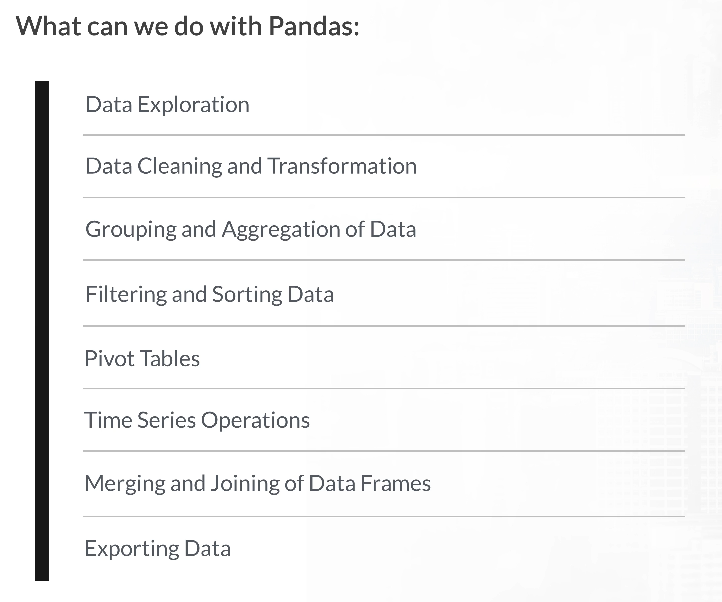 What can we do with Pandas:
Data Exploration
Data Cleaning and Transformation
Grouping and Aggregation of Data
Filtering and Sorting Data
Pivot Tables
Time Series Operations
Merging and Joining of Data Frames
Exporting Data